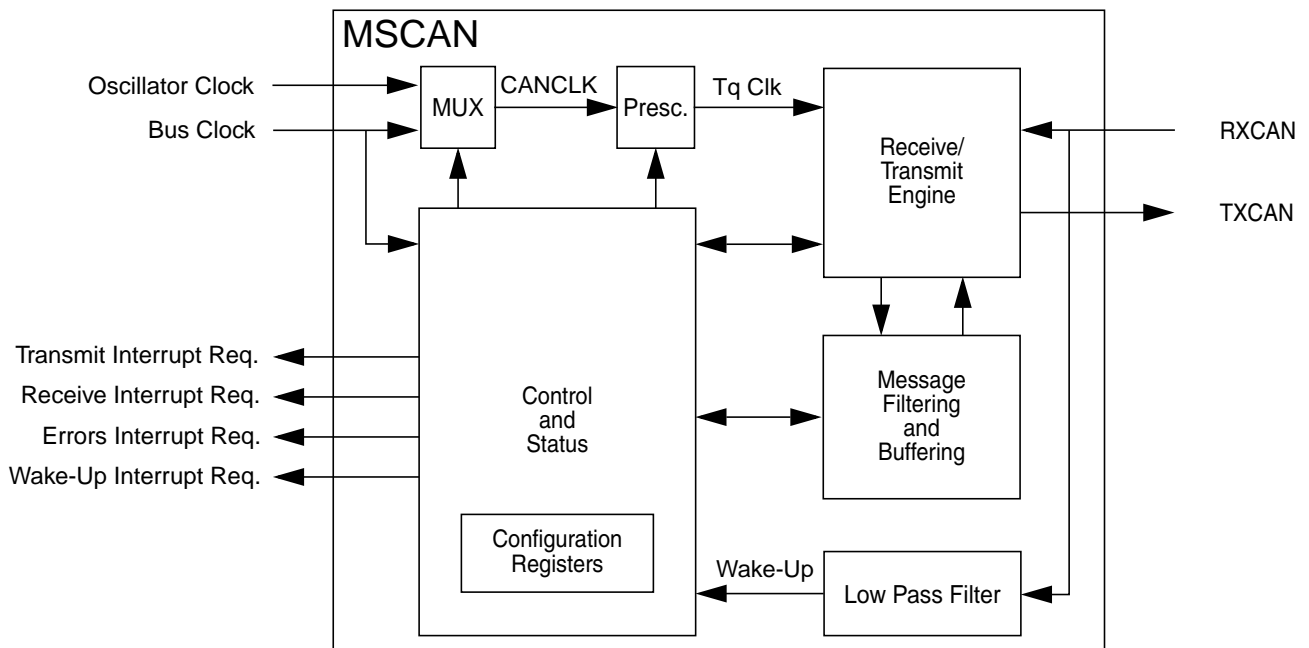 MSCAN
Oscillator Clock
Bus Clock
MUX
CANCLK
Presc.
Tq Clk
Receive/
Transmit
Engine
RXCAN
TXCAN
Transmit Interrupt Req.
Receive Interrupt Req.
Errors Interrupt Req.
Wake-Up Interrupt Req.
Control
and
Status
Message
Filtering
and
Buffering
Configuration
Registers
Wake-Up
Low Pass Filter